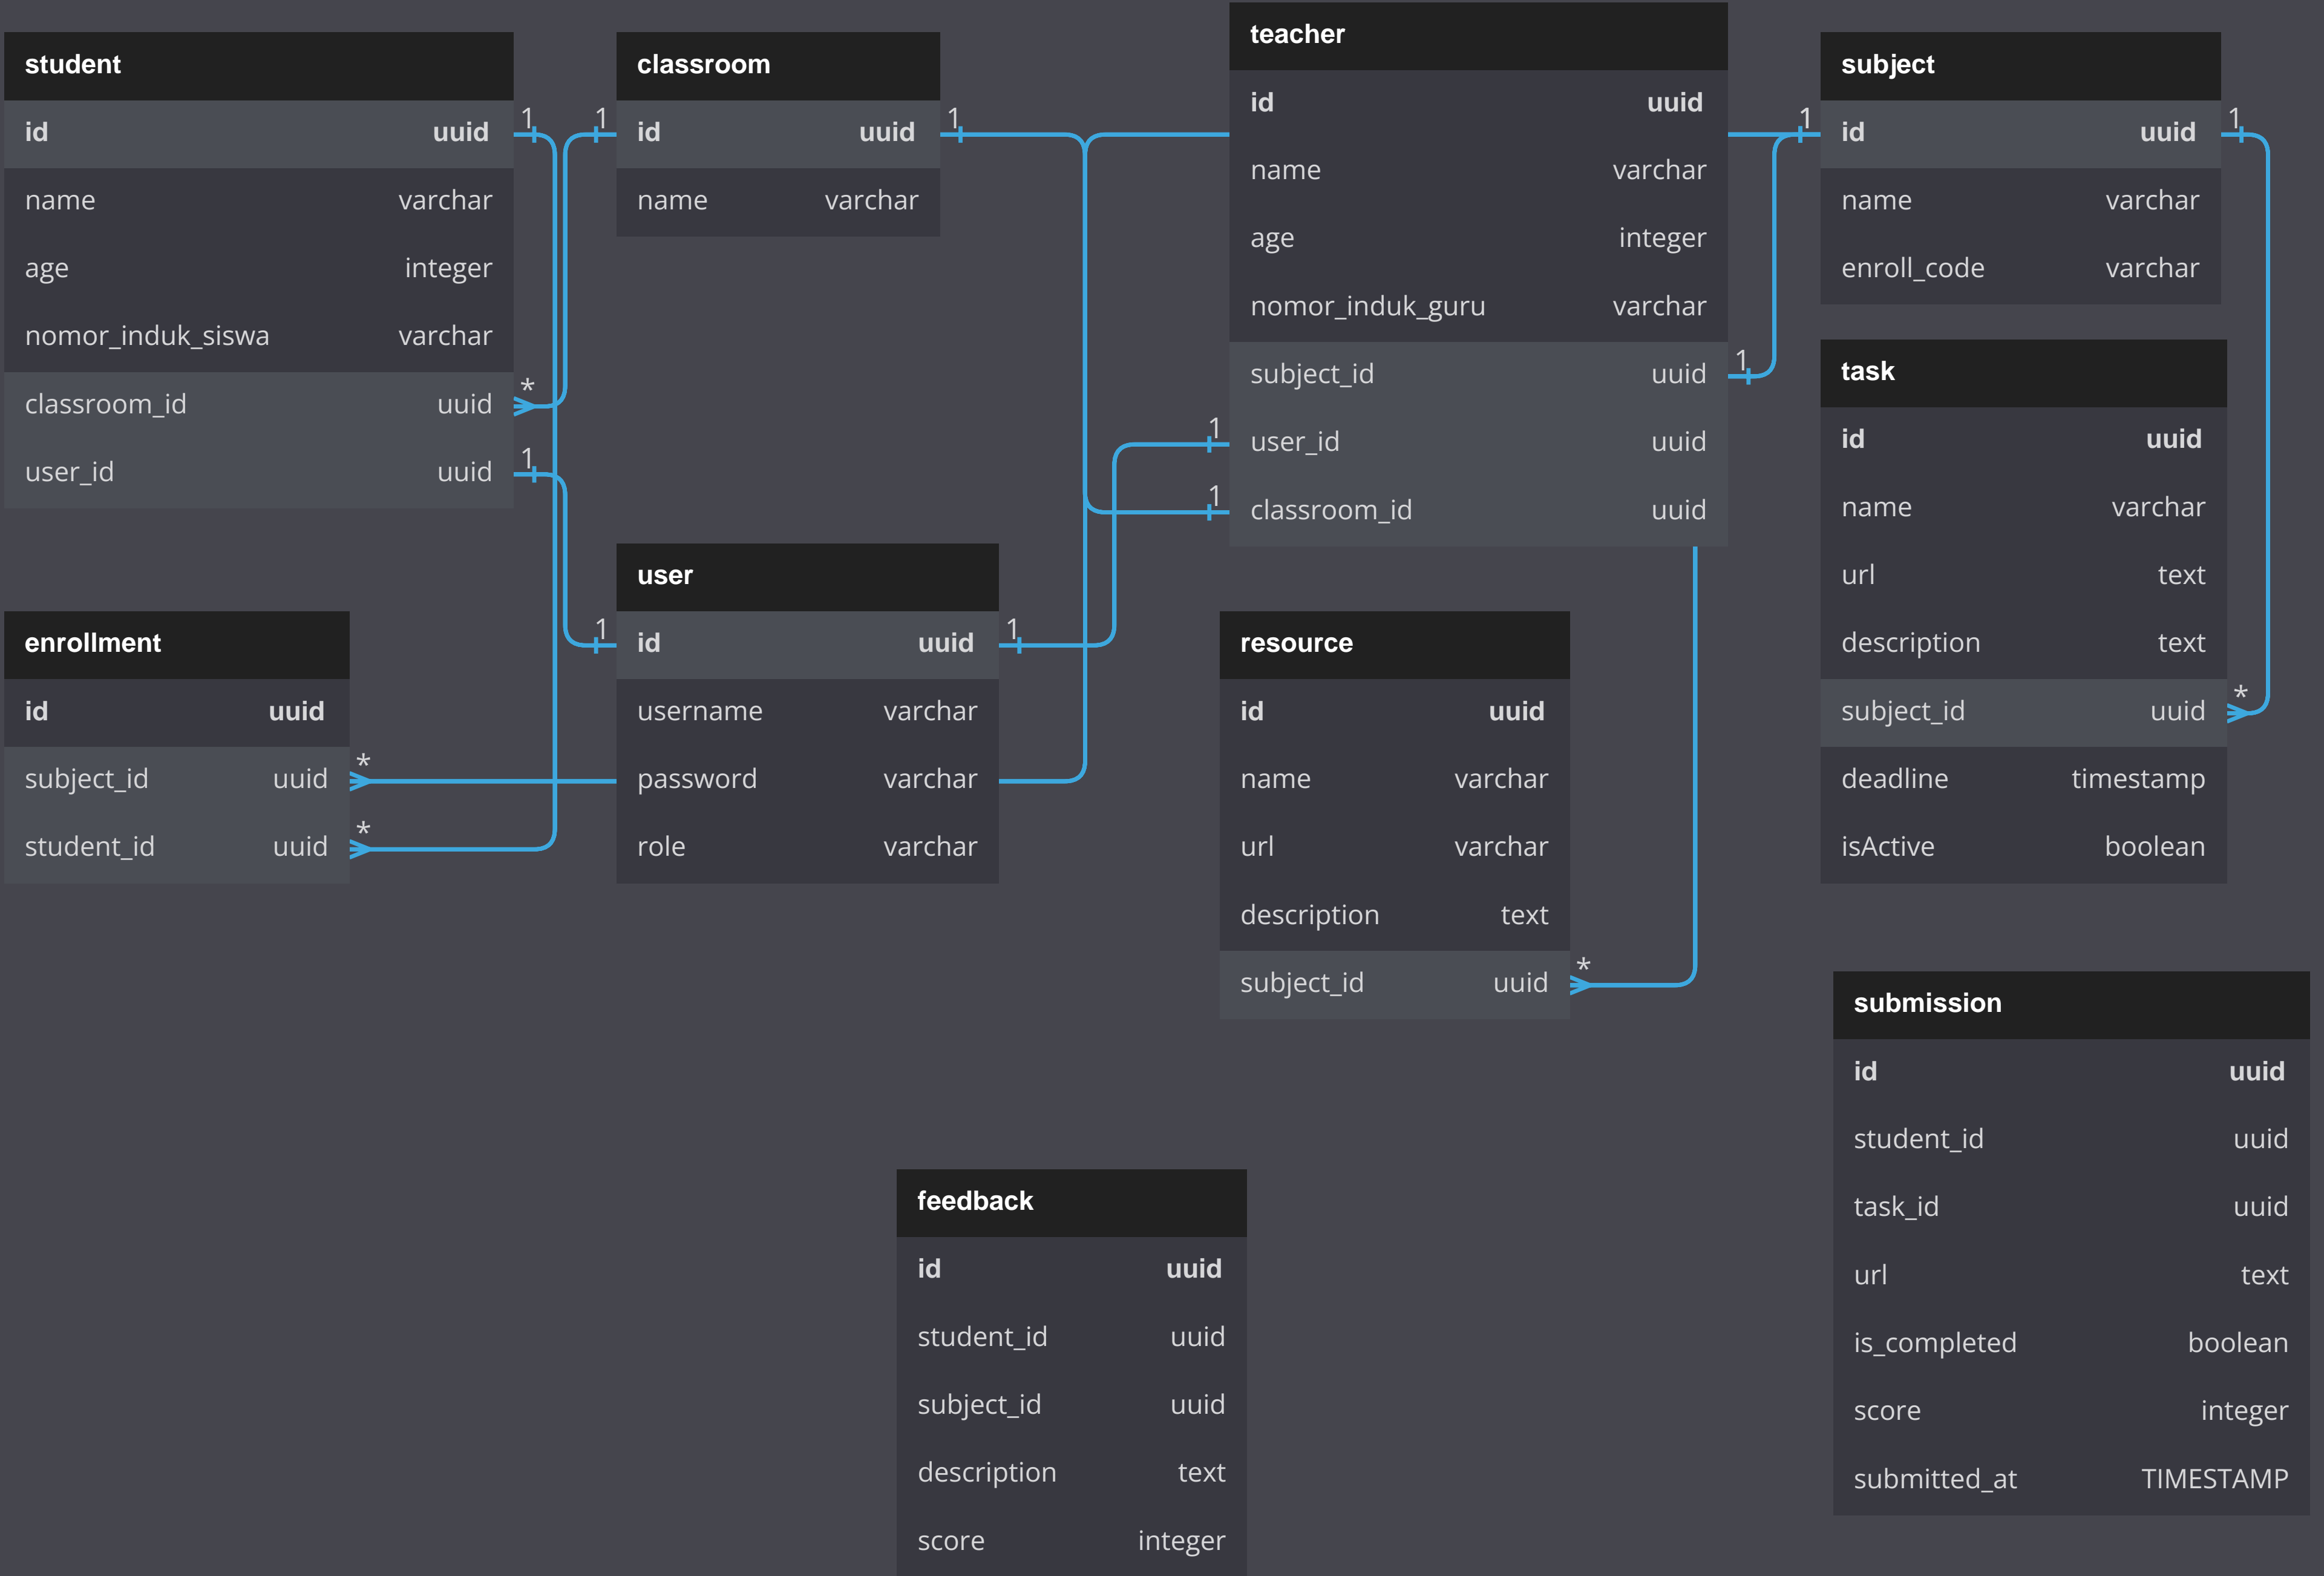 student
id uuid
name varchar
age integer
nomor_induk_siswa varchar
classroom_id uuid
user_id uuid
1
*
1
classroom
id uuid
name varchar
1
1
teacher
id uuid
name varchar
age integer
nomor_induk_guru varchar
subject_id uuid
user_id uuid
classroom_id uuid
1
1
1
subject
id uuid
name varchar
enroll_code varchar
1
1
task
id uuid
name varchar
url text
description text
subject_id uuid
deadline timestamp
isActive boolean
*
enrollment
id uuid
subject_id uuid
student_id uuid
*
*
user
id uuid
username varchar
password varchar
role varchar
1
1
resource
id uuid
name varchar
url varchar
description text
subject_id uuid
*
submission
id uuid
student_id uuid
task_id uuid
url text
is_completed boolean
score integer
submitted_at TIMESTAMP
feedback
id uuid
student_id uuid
subject_id uuid
description text
score integer